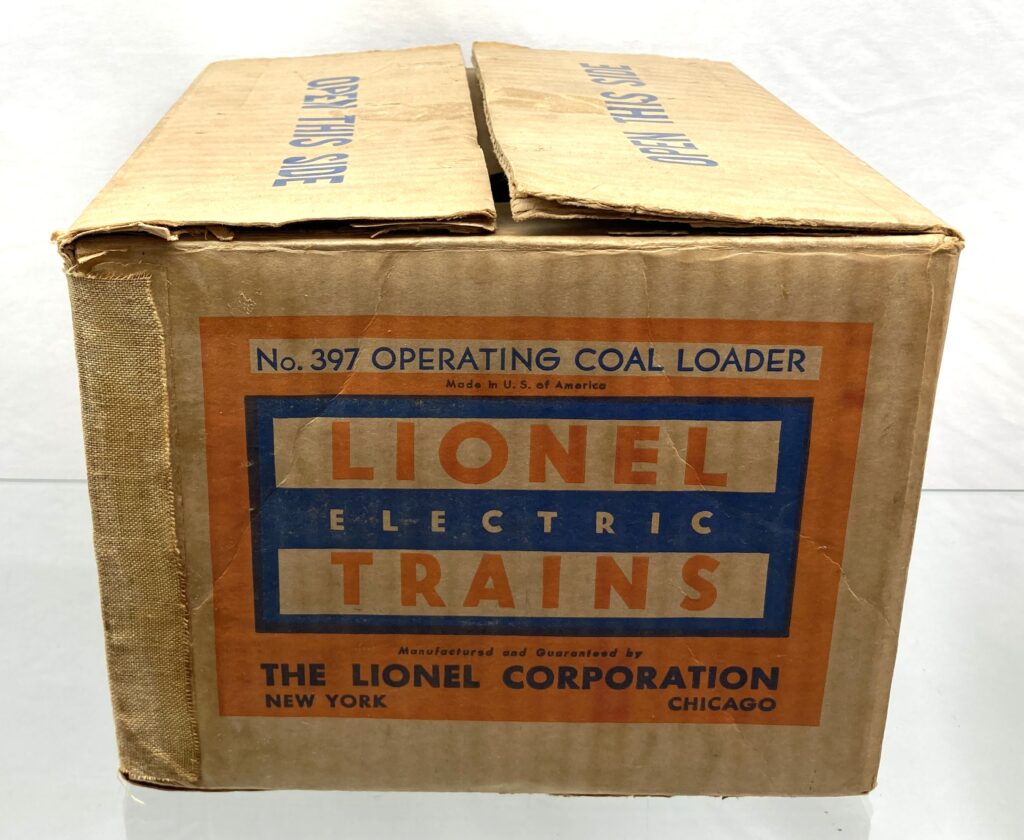 OPEN THIS SIDE
OPEN THIS SIDE
No. 397 OPERATING COAL LOADER
Made in U. S. of America
LIONEL
ELECTRIC
TRAINS
Manufactured and Guaranteed by
THE LIONEL CORPORATION
NEW YORK CHICAGO